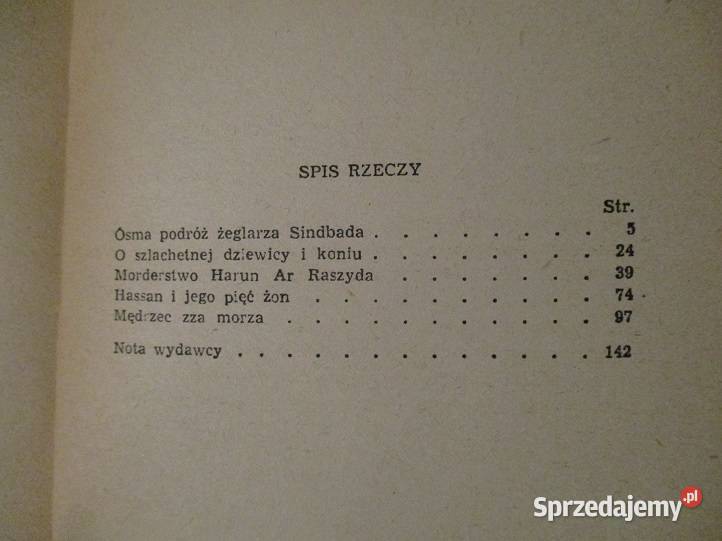 SPIS RZECZY
Str.
Ósma podróż żeglarza Sindbada . . . . . . . . 5
O szlachetnej dziewicy i koniu . . . . . . . . 24
Morderstwo Harun Ar Raszyda . . . . . . . . 39
Hassan i jego pięć żon . . . . . . . . . . 74
Mędrzec zza morza . . . . . . . . . . . 97
Nota wydawcy . . . . . . . . . . . . . 142
Sprzedajemy.pl